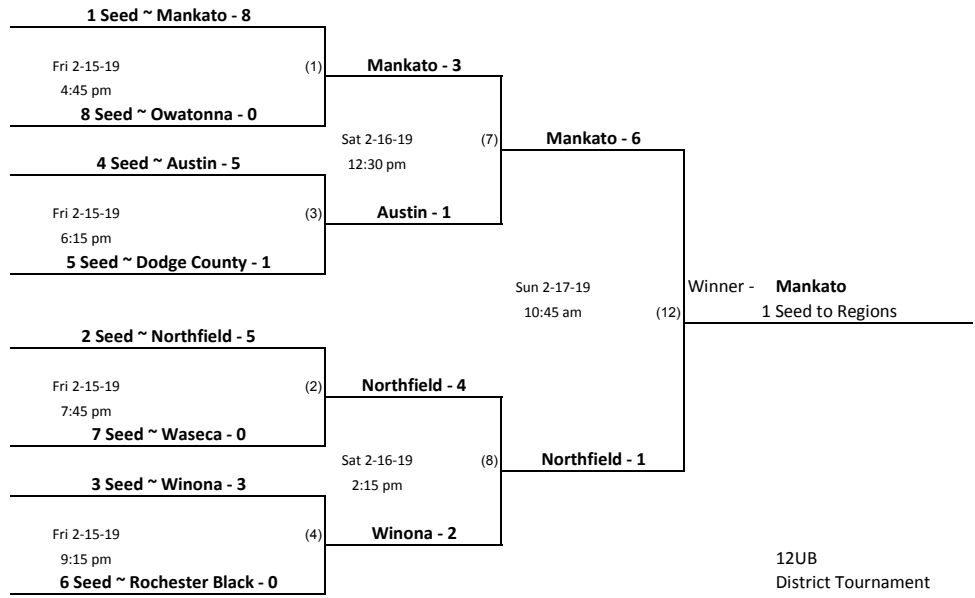 1 Seed ~ Mankato - 8
Fri 2-15-19 (1) Mankato - 3
4:45 pm
8 Seed ~ Owatonna - 0
Sat 2-16-19 (7) Mankato - 6
4 Seed ~ Austin - 5
12:30 pm
Fri 2-15-19 (3) Austin - 1
6:15 pm
5 Seed ~ Dodge County - 1
Sun 2-17-19
Winner - Mankato
10:45 am (12) 1 Seed to Regions
2 Seed ~ Northfield - 5
Fri 2-15-19 (2) Northfield - 4
7:45 pm
7 Seed ~ Waseca - 0
Sat 2-16-19 (8) Northfield - 1
3 Seed ~ Winona - 3
2:15 pm
Fri 2-15-19 (4) Winona - 2
9:15 pm
6 Seed ~ Rochester Black - 0
12UB
District Tournament